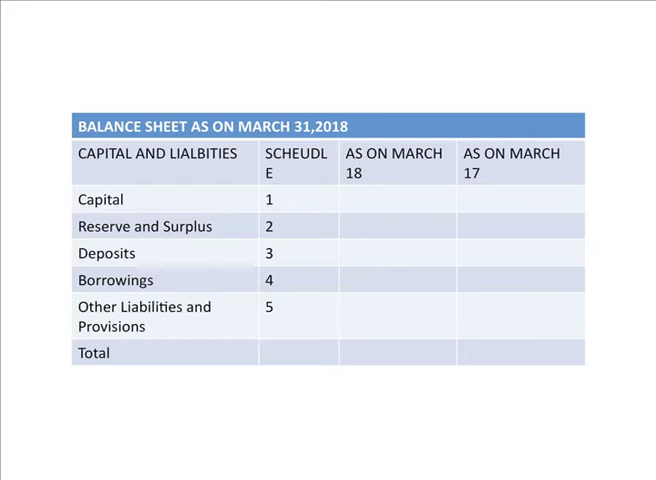 BALANCE SHEET AS ON MARCH 31,2018
CAPITAL AND LIALBITIES SCHEUDL AS ON MARCH AS ON MARCH
E 18 17
Capital 1
Reserve and Surplus 2
Deposits 3
Borrowings 4
Other Liabilities and 5
Provisions
Total